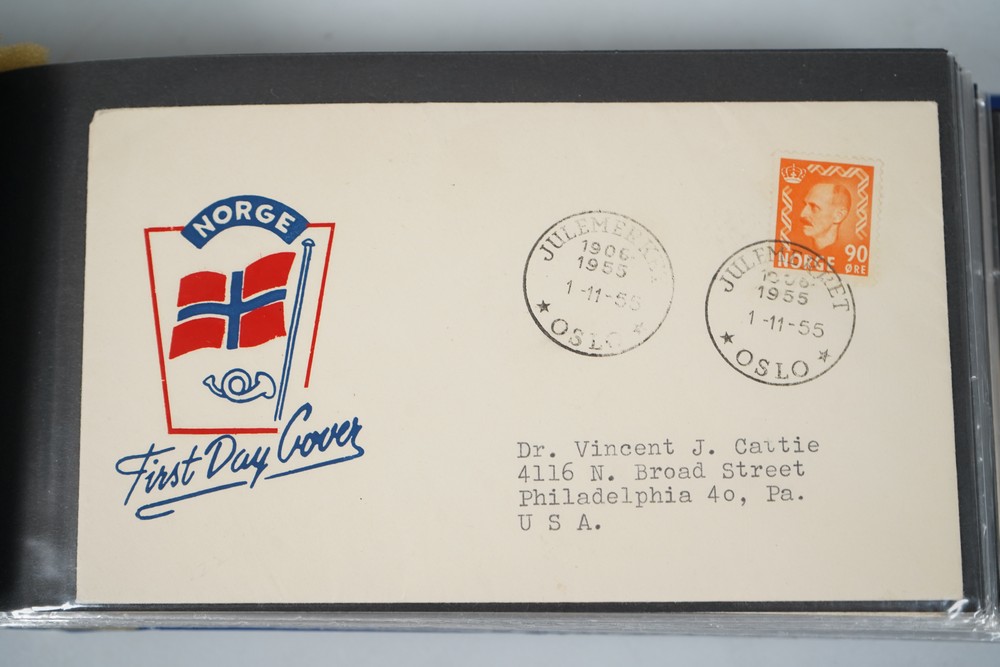 NORGE
First Day Cover
JULEMERKET
1906-
1955
1-11-55
OSLO
90
NORGE ØRE
JULEMERKET
1906-
1955
1-11-55
OSLO
Dr. Vincent J. Cattie
4116 N. Broad Street
Philadelphia 4o, Pa.
U S A.